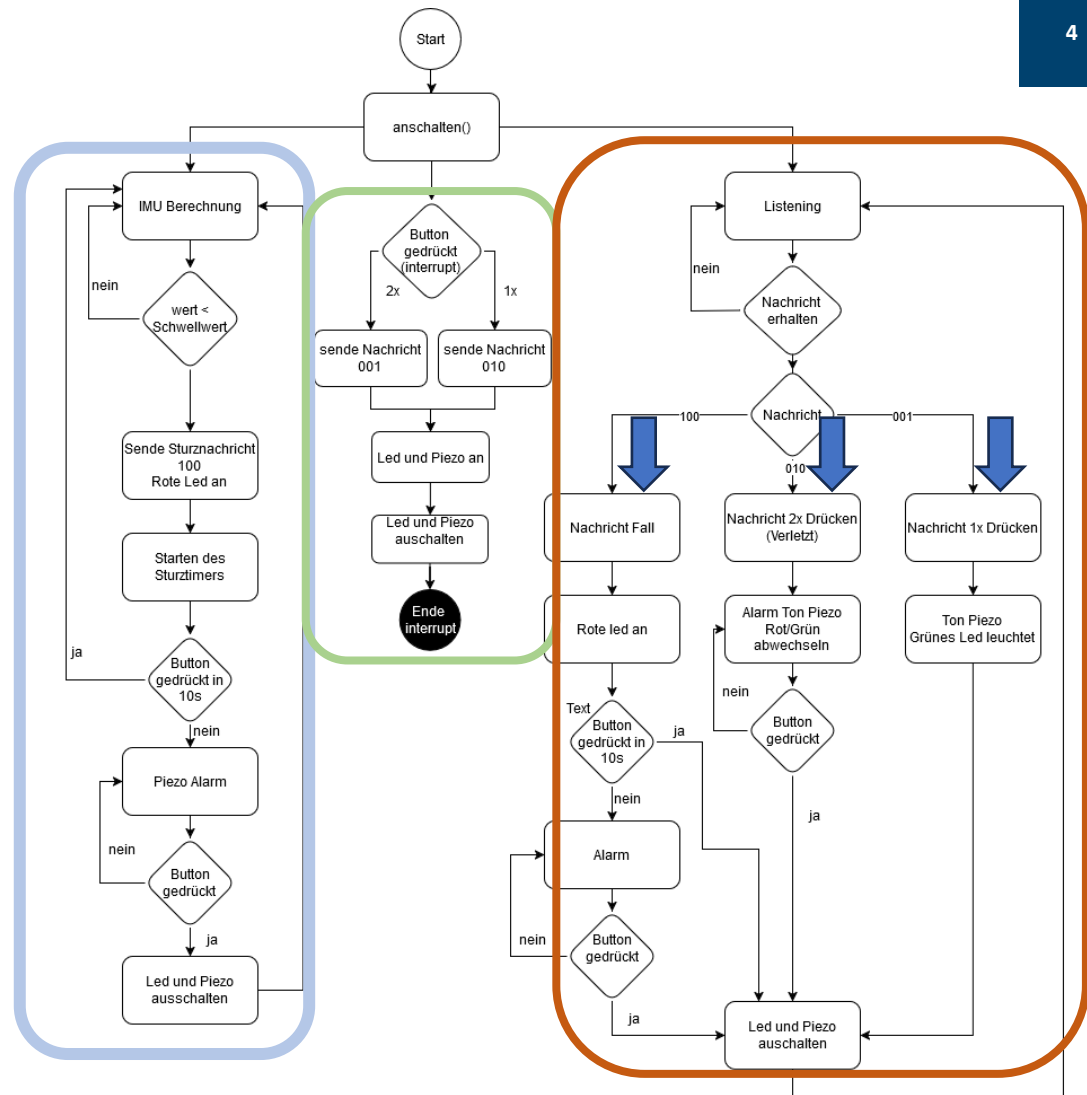 4
Start
anschalten()
IMU Berechnung
nein
wert <
Schwellwert
Sende Sturznachricht
100
Rote Led an
Starten des
Sturztimers
ja
Button
gedrückt in
10s
nein
Piezo Alarm
nein
Button
gedrückt
ja
Led und Piezo
ausschalten
Button
gedrückt
(interrupt)
2x
1x
sende Nachricht
001
sende Nachricht
010
Led und Piezo an
Led und Piezo
auschalten
Ende
interrupt
Listening
nein
Nachricht
erhalten
Nachricht
100
010
001
Nachricht Fall
Rote led an
Text
Button
gedrückt in
10s
ja
nein
Alarm
nein
Button
gedrückt
ja
Nachricht 2x Drücken
(Verletzt)
Alarm Ton Piezo
Rot/Grün
abwechseln
nein
Button
gedrückt
ja
Nachricht 1x Drücken
Ton Piezo
Grünes Led leuchtet
Led und Piezo
auschalten